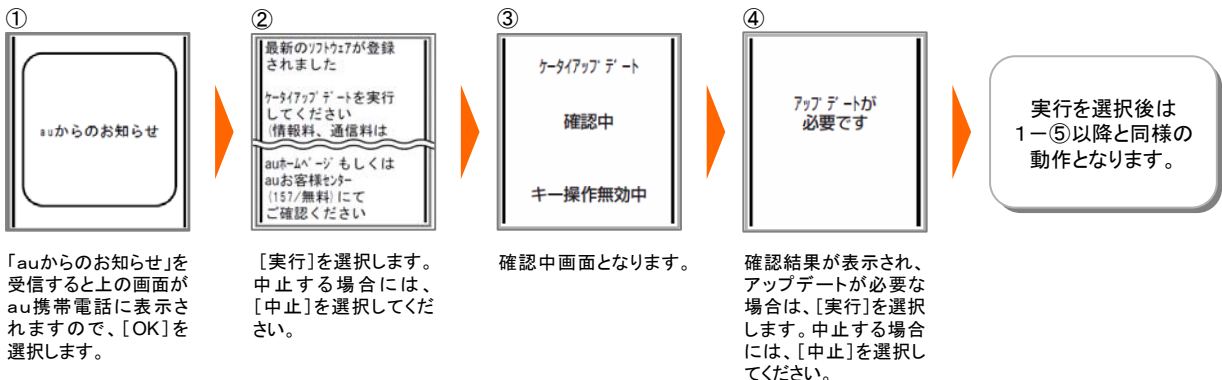 ①
auからのお知らせ
「auからのお知らせ」を
受信すると上の画面が
au携帯電話に表示さ
れますので、[OK]を
選択します。
②
最新のソフトウェアが登録
されました
ケータイアップデートを実行
してください
(情報料、通信料は
auホームページもしくは
auお客様センター
(157/無料)にて
ご確認ください
[実行]を選択します。
中止する場合には、
[中止]を選択してくだ
さい。
③
ケータイアップデート
確認中
キー操作無効中
確認中画面となります。
④
アップデートが
必要です
確認結果が表示され、
アップデートが必要な
場合は、[実行]を選択
します。中止する場合
には、[中止]を選択し
てください。
実行を選択後は
1-⑤以降と同様の
動作となります。